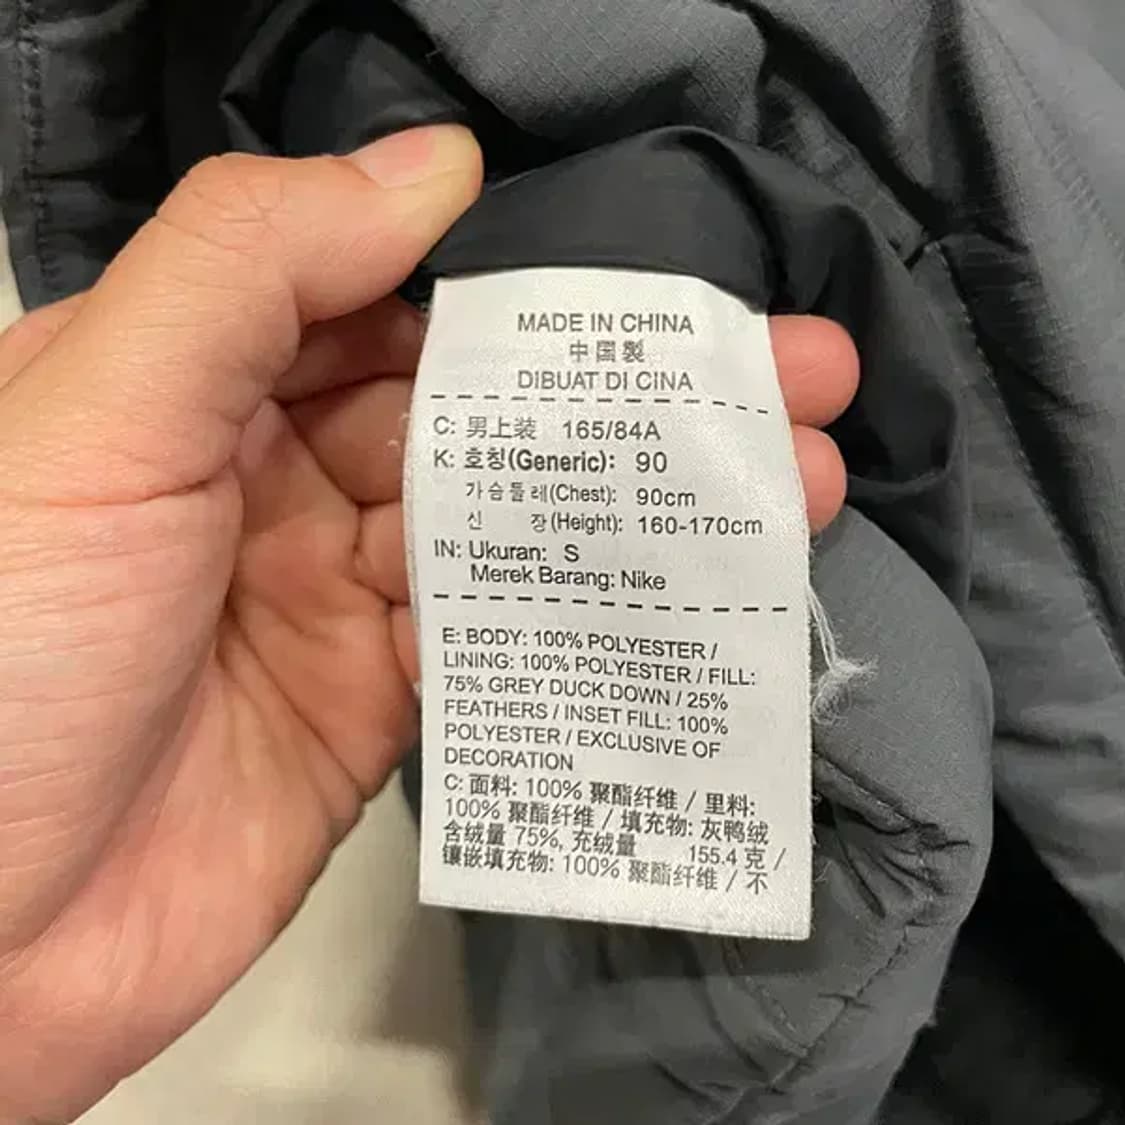 MADE IN CHINA
中国製
DIBUAT DI CINA
C: 男上装 165/84A
K: 호칭(Generic): 90
가슴둘레(Chest): 90cm
신 장(Height): 160-170cm
IN: Ukuran: S
Merek Barang: Nike
E: BODY: 100% POLYESTER /
LINING: 100% POLYESTER / FILL:
75% GREY DUCK DOWN / 25%
FEATHERS / INSET FILL: 100%
POLYESTER / EXCLUSIVE OF
DECORATION
C: 面料: 100% 聚酯纤维 / 里料:
100% 聚酯纤维 / 填充物: 灰鸭绒
含绒量 75%, 充绒量 155.4 克 /
镶嵌填充物: 100% 聚酯纤维 / 不